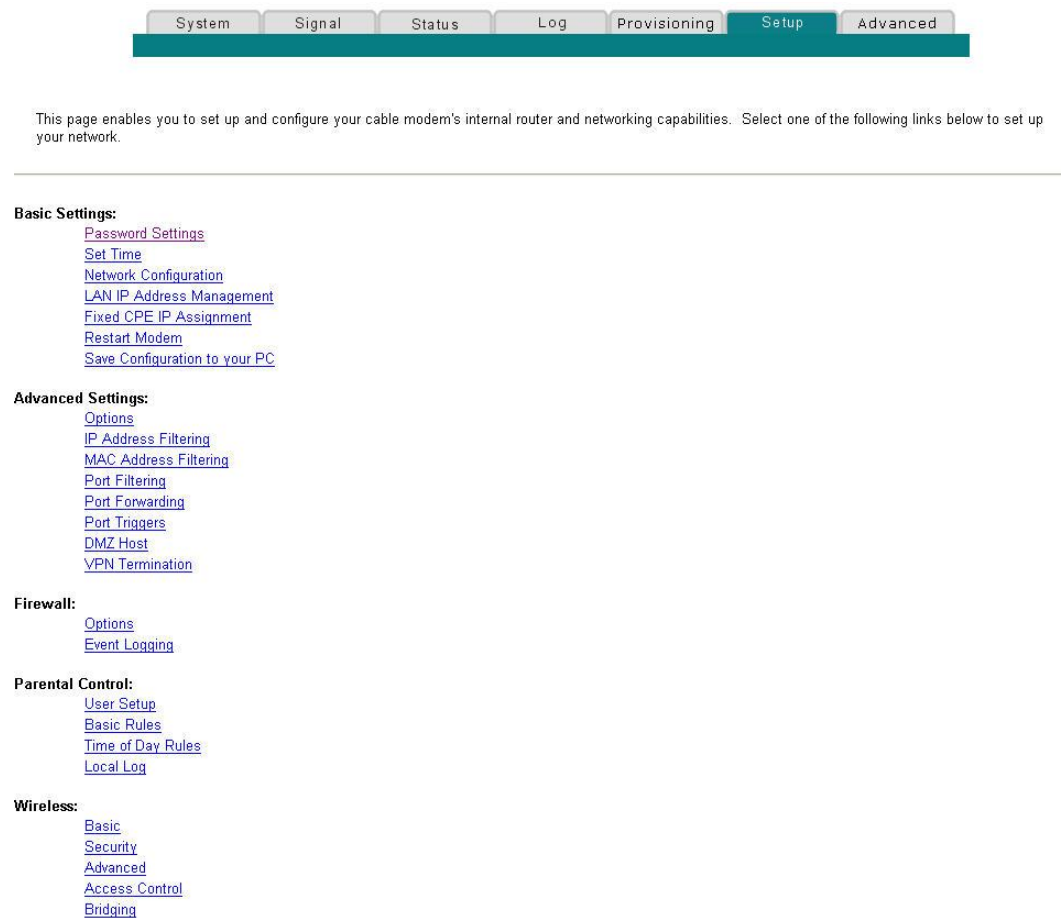 System Signal Status Log Provisioning Setup Advanced
This page enables you to set up and configure your cable modem's internal router and networking capabilities. Select one of the following links below to set up
your network.
Basic Settings:
Password Settings
Set Time
Network Configuration
LAN IP Address Management
Fixed CPE IP Assignment
Restart Modem
Save Configuration to your PC
Advanced Settings:
Options
IP Address Filtering
MAC Address Filtering
Port Filtering
Port Forwarding
Port Triggers
DMZ Host
VPN Termination
Firewall:
Options
Event Logging
Parental Control:
User Setup
Basic Rules
Time of Day Rules
Local Log
Wireless:
Basic
Security
Advanced
Access Control
Bridging